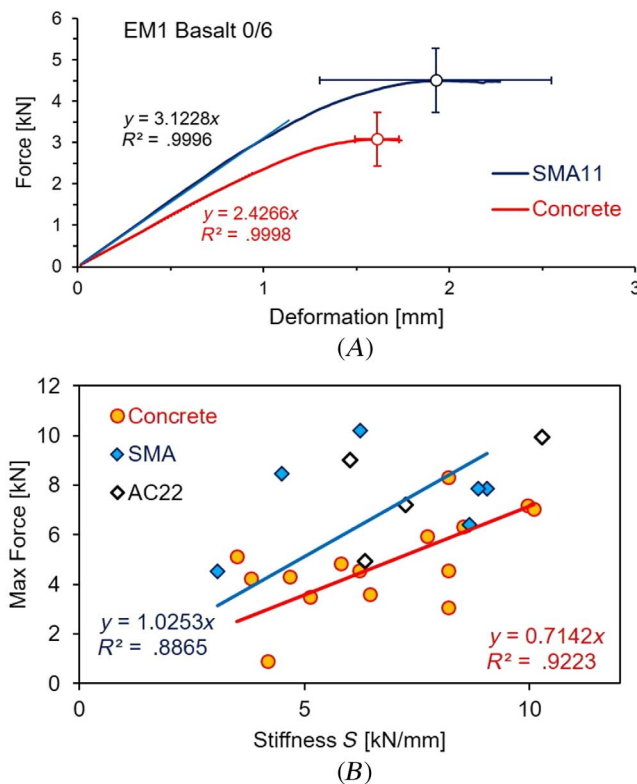 EM1 Basalt 0/6
6
5
4
3
2
1
0
Force [kN]
y = 3.1228x
R² = .9996
y = 2.4266x
R² = .9998
SMA11
Concrete
0
1
2
3
Deformation [mm]
(A)
12
10
8
6
4
2
0
Max Force [kN]
Concrete
SMA
AC22
y = 1.0253x
R² = .8865
y = 0.7142x
R² = .9223
0
5
10
Stiffness S [kN/mm]
(B)